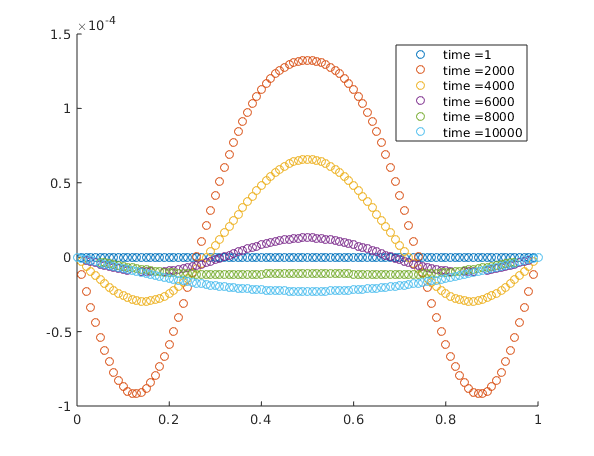 ×10-4
1.5
1
0.5
0
-0.5
-1
0 0.2 0.4 0.6 0.8 1
time =1
time =2000
time =4000
time =6000
time =8000
time =10000